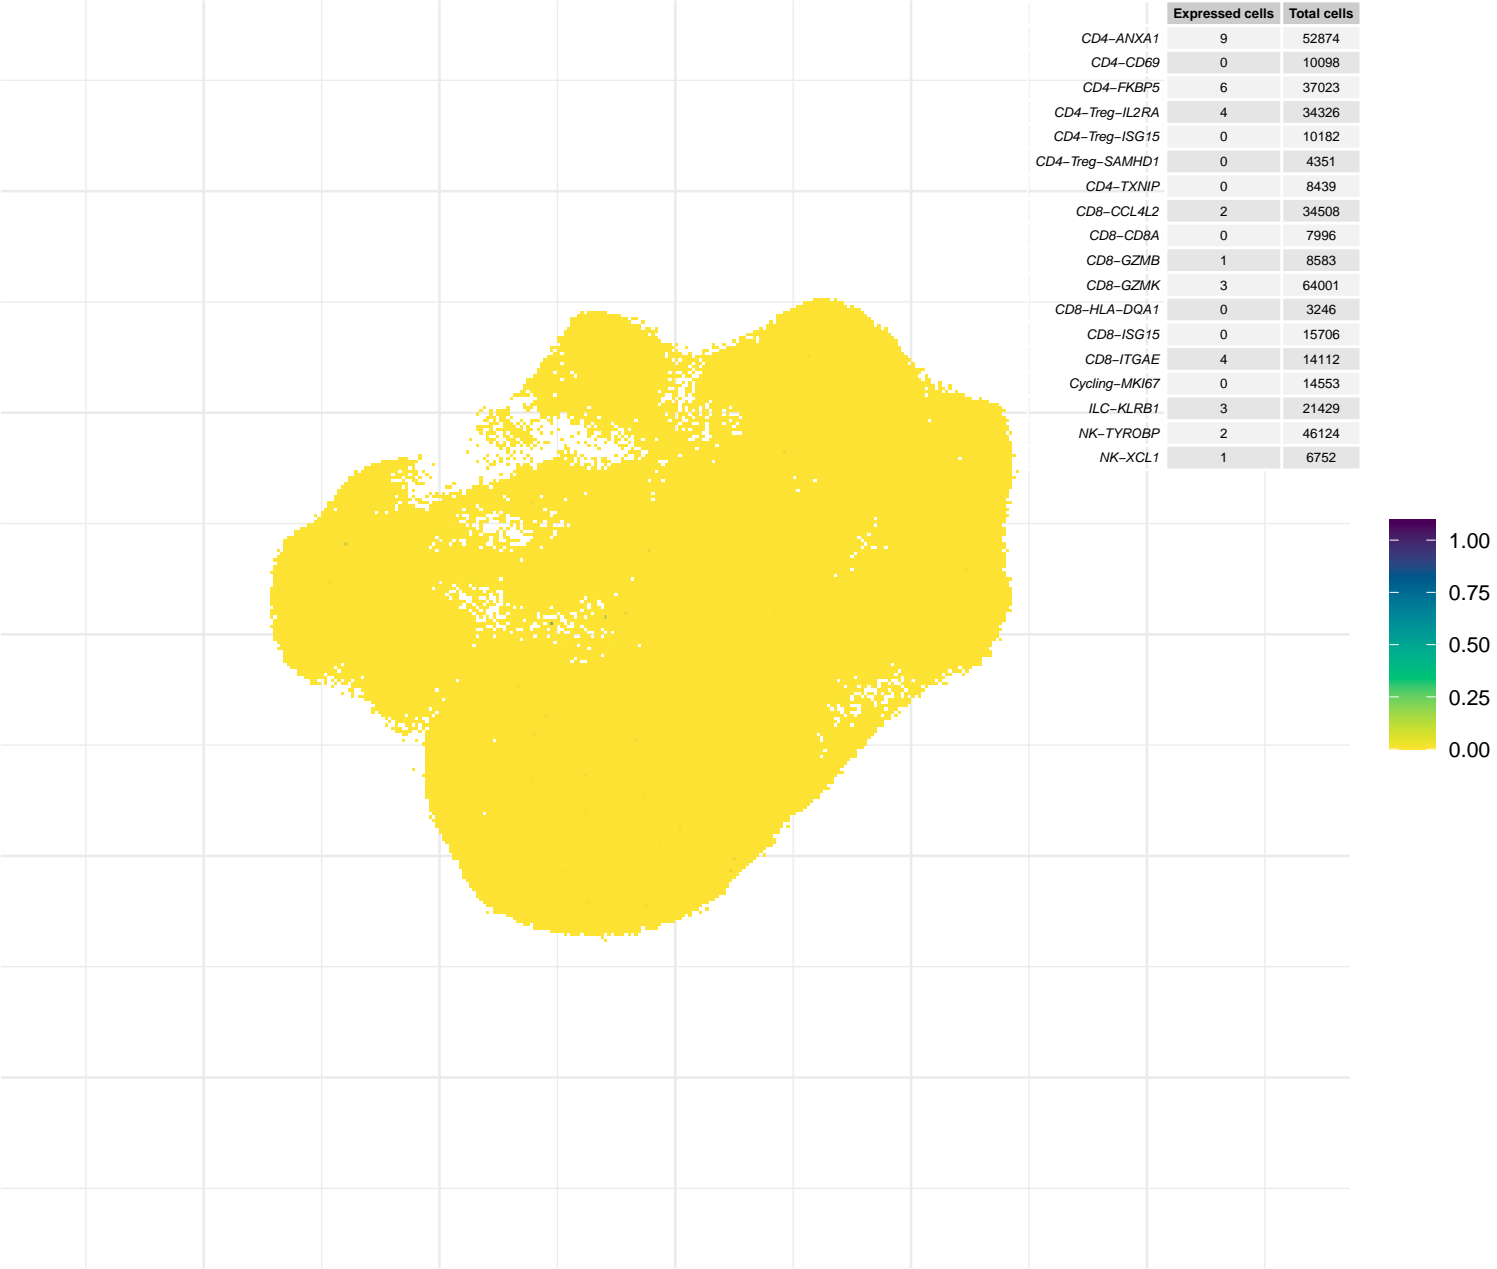 Expressed cells Total cells
CD4−ANXA1 9 52874
CD4−CD69 0 10098
CD4−FKBP5 6 37023
CD4−Treg−IL2RA 4 34326
CD4−Treg−ISG15 0 10182
CD4−Treg−SAMHD1 0 4351
CD4−TXNIP 0 8439
CD8−CCL4L2 2 34508
CD8−CD8A 0 7996
CD8−GZMB 1 8583
CD8−GZMK 3 64001
CD8−HLA−DQA1 0 3246
CD8−ISG15 0 15706
CD8−ITGAE 4 14112
Cycling−MKI67 0 14553
ILC−KLRB1 3 21429
NK−TYROBP 2 46124
NK−XCL1 1 6752
1.00
0.75
0.50
0.25
0.00